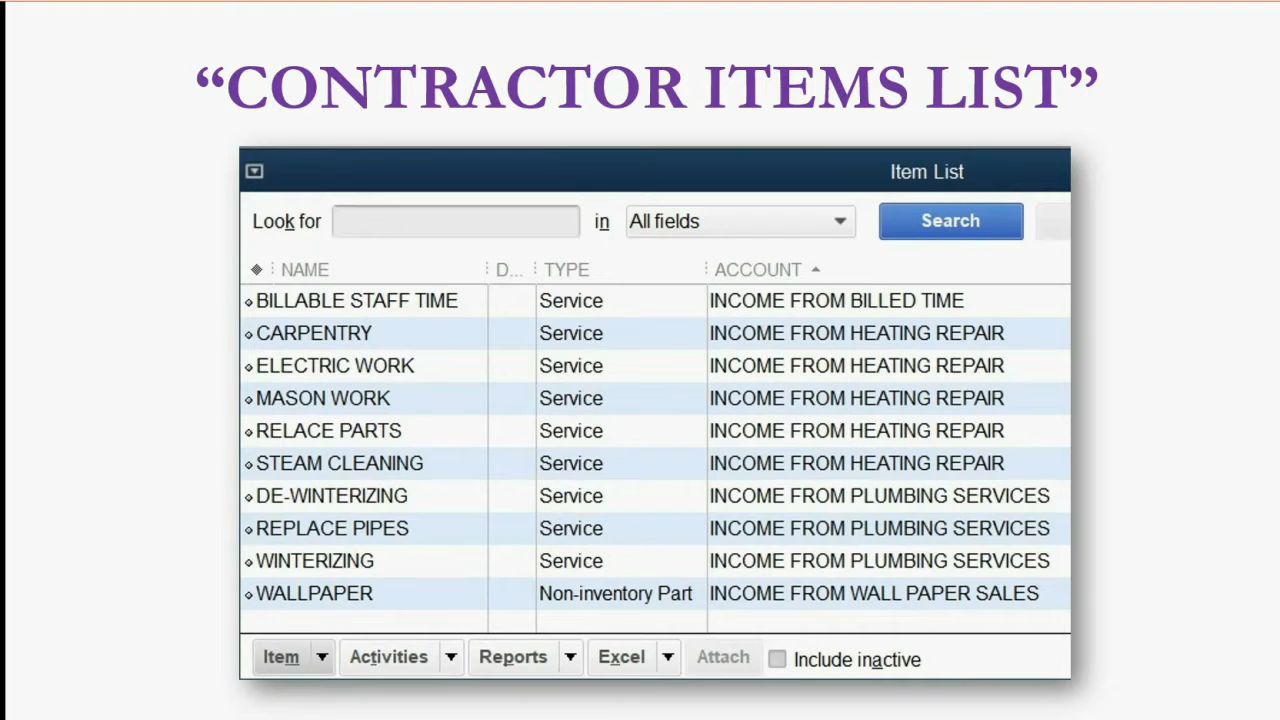 “CONTRACTOR ITEMS LIST”
Item List
Look for in All fields Search
NAME D... TYPE ACCOUNT
BILLABLE STAFF TIME Service INCOME FROM BILLED TIME
CARPENTRY Service INCOME FROM HEATING REPAIR
ELECTRIC WORK Service INCOME FROM HEATING REPAIR
MASON WORK Service INCOME FROM HEATING REPAIR
RELACE PARTS Service INCOME FROM HEATING REPAIR
STEAM CLEANING Service INCOME FROM HEATING REPAIR
DE-WINTERIZING Service INCOME FROM PLUMBING SERVICES
REPLACE PIPES Service INCOME FROM PLUMBING SERVICES
WINTERIZING Service INCOME FROM PLUMBING SERVICES
WALLPAPER Non-inventory Part INCOME FROM WALL PAPER SALES
Item Activities Reports Excel Attach Include inactive